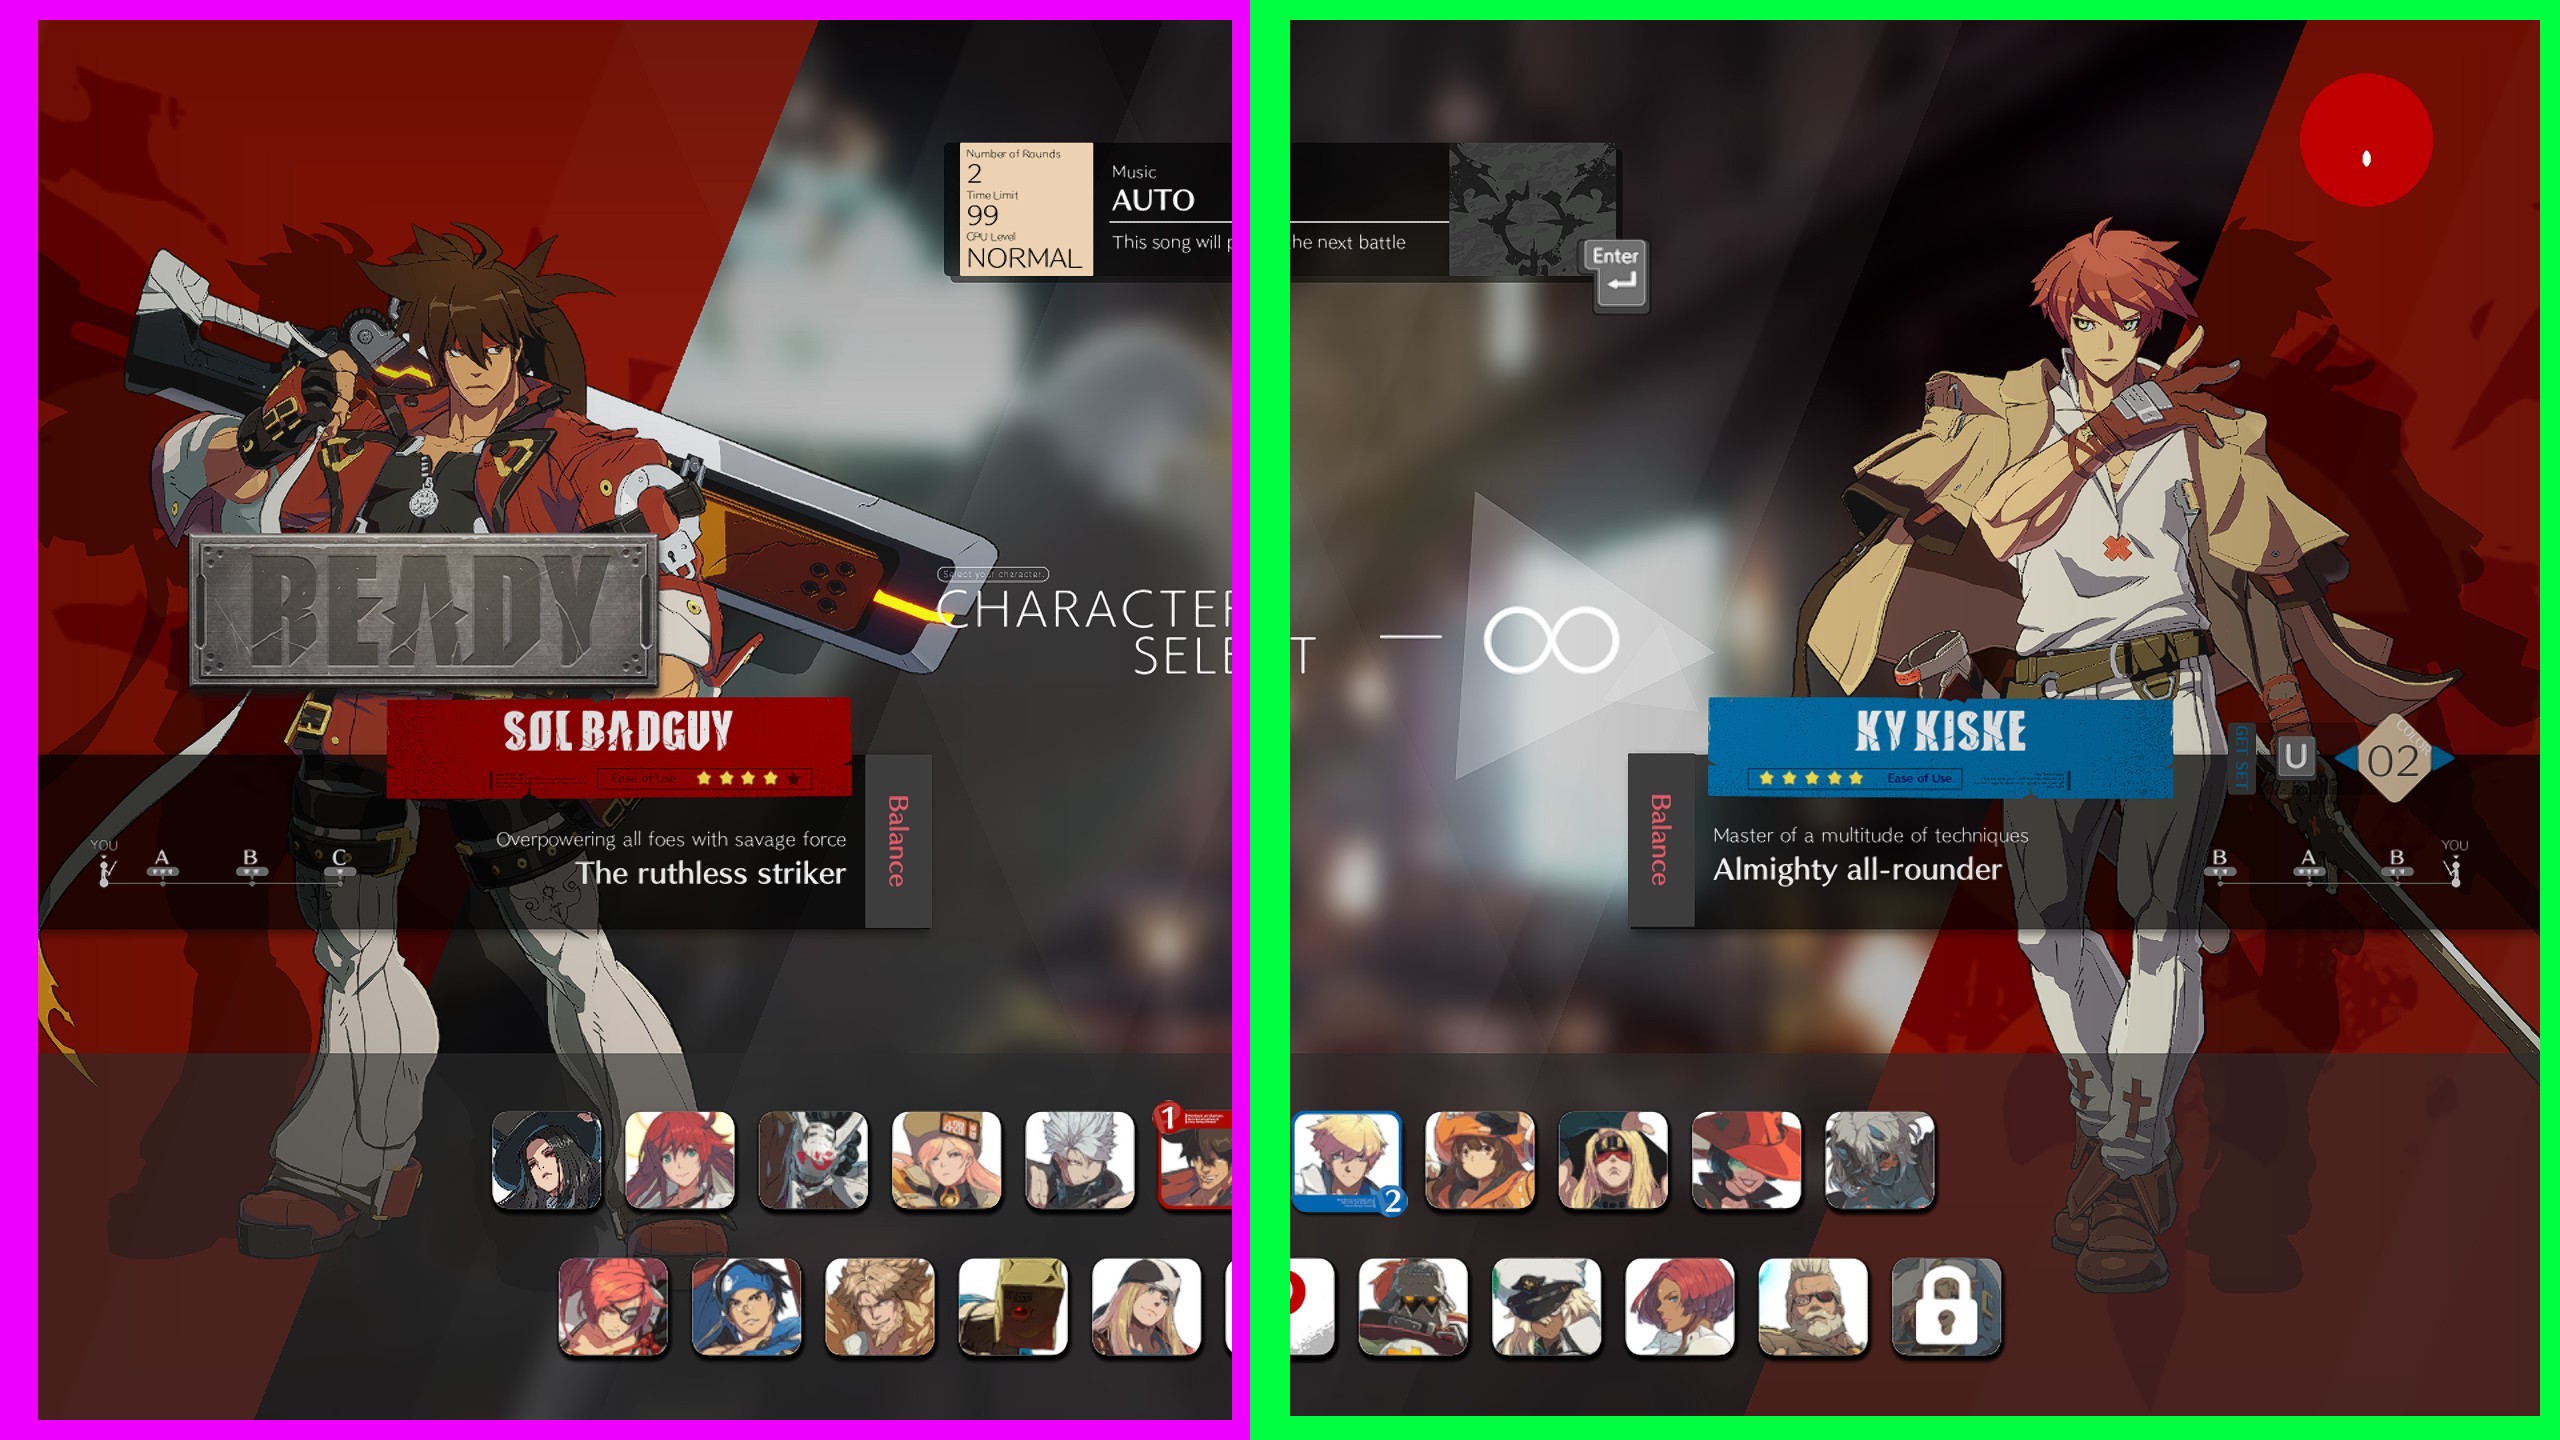 Number of Rounds
2
Time Limit
99
CPU Level
NORMAL
Music
AUTO
This song will p
he next battle
Enter
Select your character.
CHARACTER
SELE T
∞
READY
SOL BADGUY
Ease of Use
KY KISKE
Ease of Use
GET SET
U
COLOR
02
Balance
Overpowering all foes with savage force
The ruthless striker
Balance
Master of a multitude of techniques
Almighty all-rounder
YOU
A
B
C
B
A
B
YOU
1
2